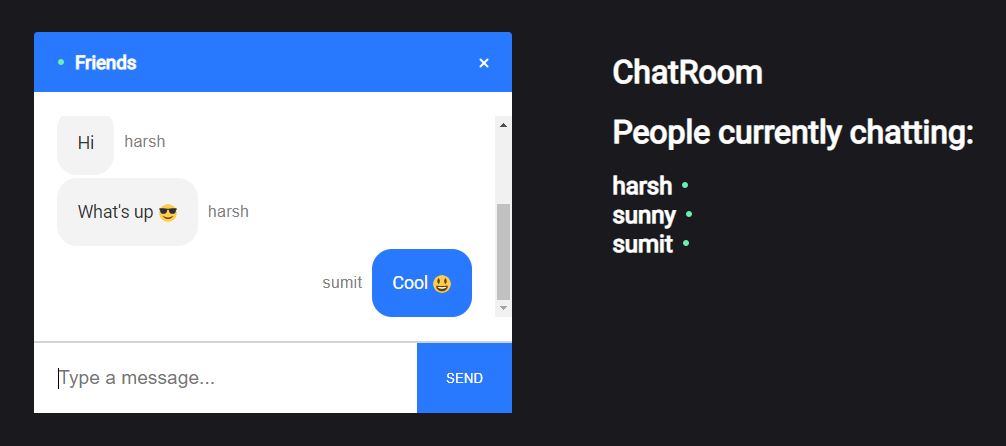 Friends
Hi harsh
What's up 😎 harsh
sumit Cool 😃
Type a message...
SEND
ChatRoom
People currently chatting:
harsh
sunny
sumit